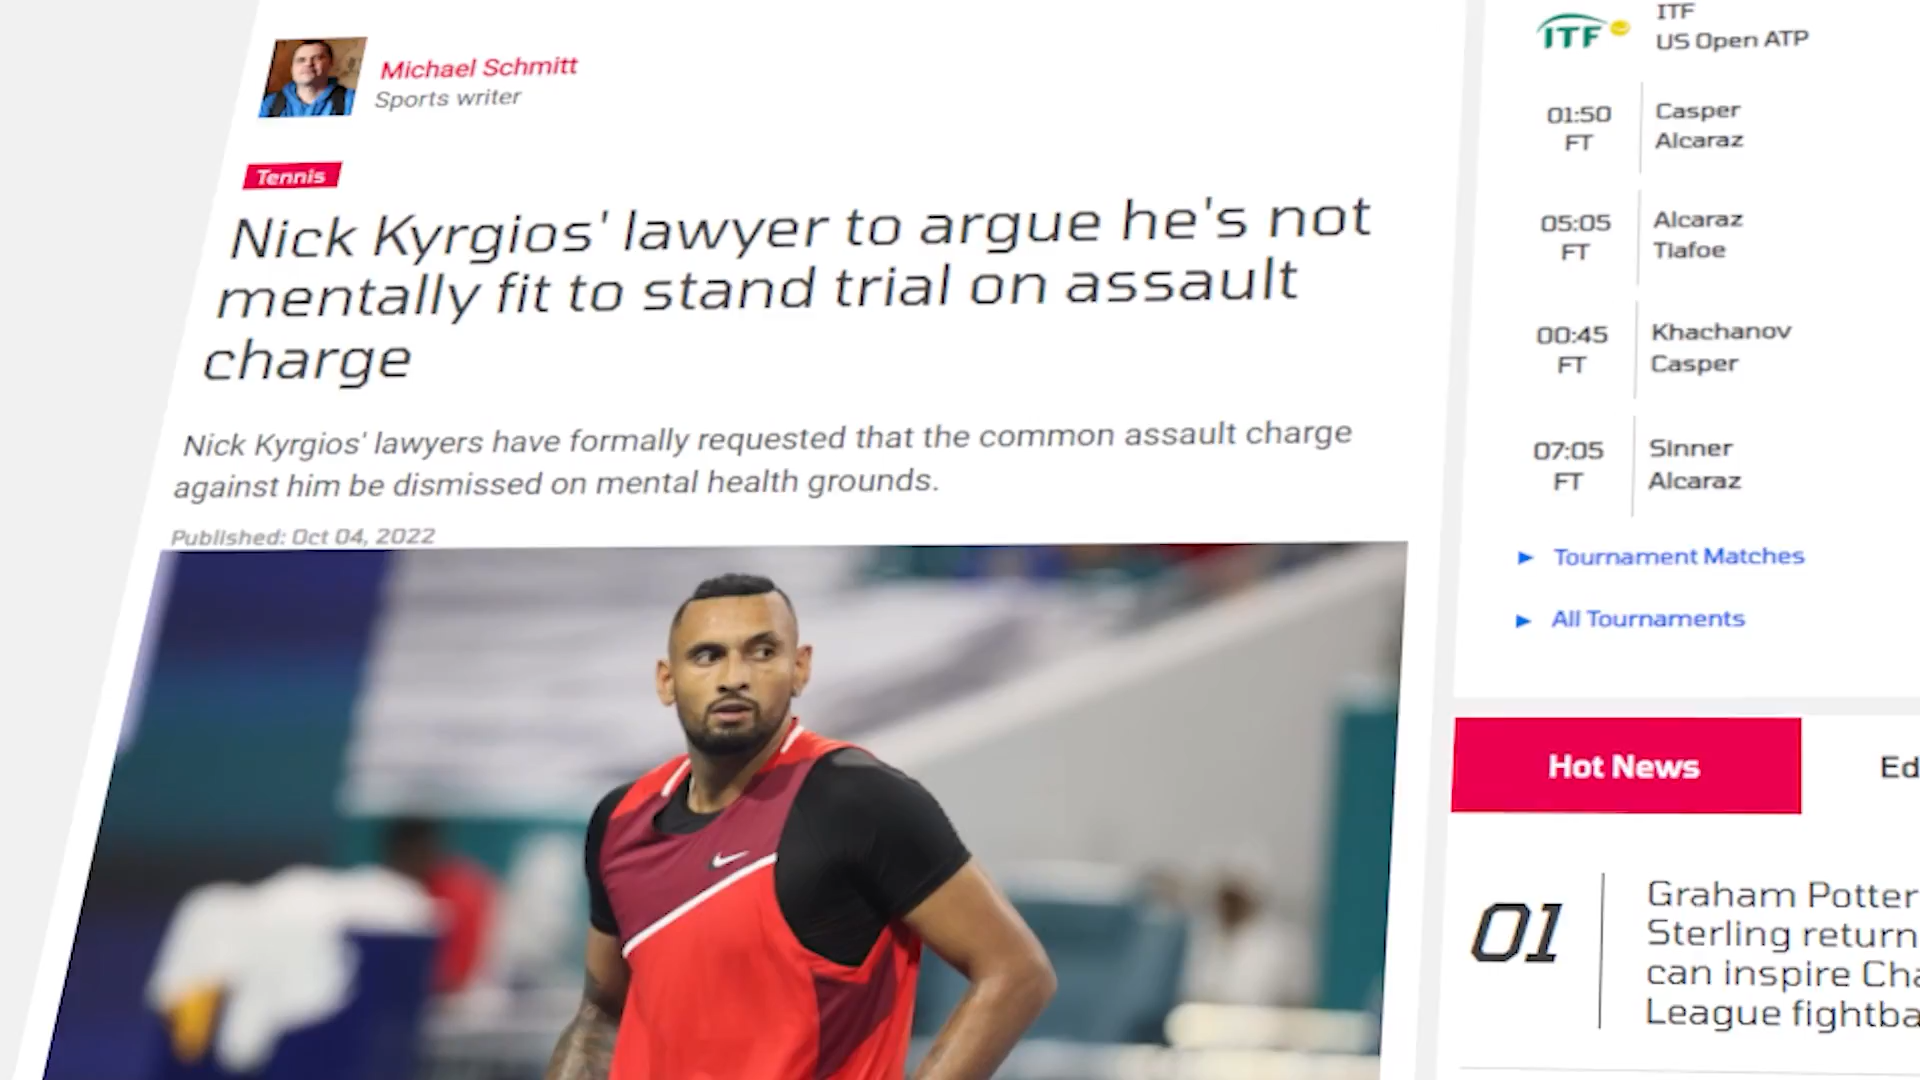 Michael Schmitt
Sports writer
Tennis
Nick Kyrgios' lawyer to argue he's not
mentally fit to stand trial on assault
charge
Nick Kyrgios' lawyers have formally requested that the common assault charge
against him be dismissed on mental health grounds.
Published: Oct 04, 2022
ITF
ITF
US Open ATP
01:50
FT
Casper
Alcaraz
05:05
FT
Alcaraz
Tiafoe
00:45
FT
Khachanov
Casper
07:05
FT
Sinner
Alcaraz
Tournament Matches
All Tournaments
Hot News
Ed
01
Graham Potter
Sterling return
can inspire Cha
League fightba